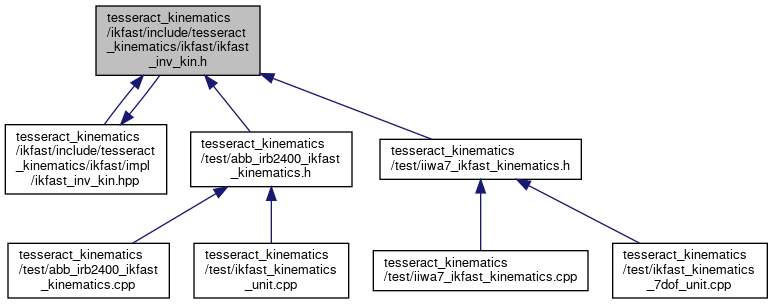 tesseract_kinematics
/ikfast/include/tesseract
_kinematics/ikfast/ikfast
_inv_kin.h
tesseract_kinematics
/ikfast/include/tesseract
_kinematics/ikfast/impl
/ikfast_inv_kin.hpp
tesseract_kinematics
/test/abb_irb2400_ikfast
_kinematics.h
tesseract_kinematics
/test/iiwa7_ikfast_kinematics.h
tesseract_kinematics
/test/abb_irb2400_ikfast
_kinematics.cpp
tesseract_kinematics
/test/ikfast_kinematics
_unit.cpp
tesseract_kinematics
/test/iiwa7_ikfast_kinematics.cpp
tesseract_kinematics
/test/ikfast_kinematics
_7dof_unit.cpp